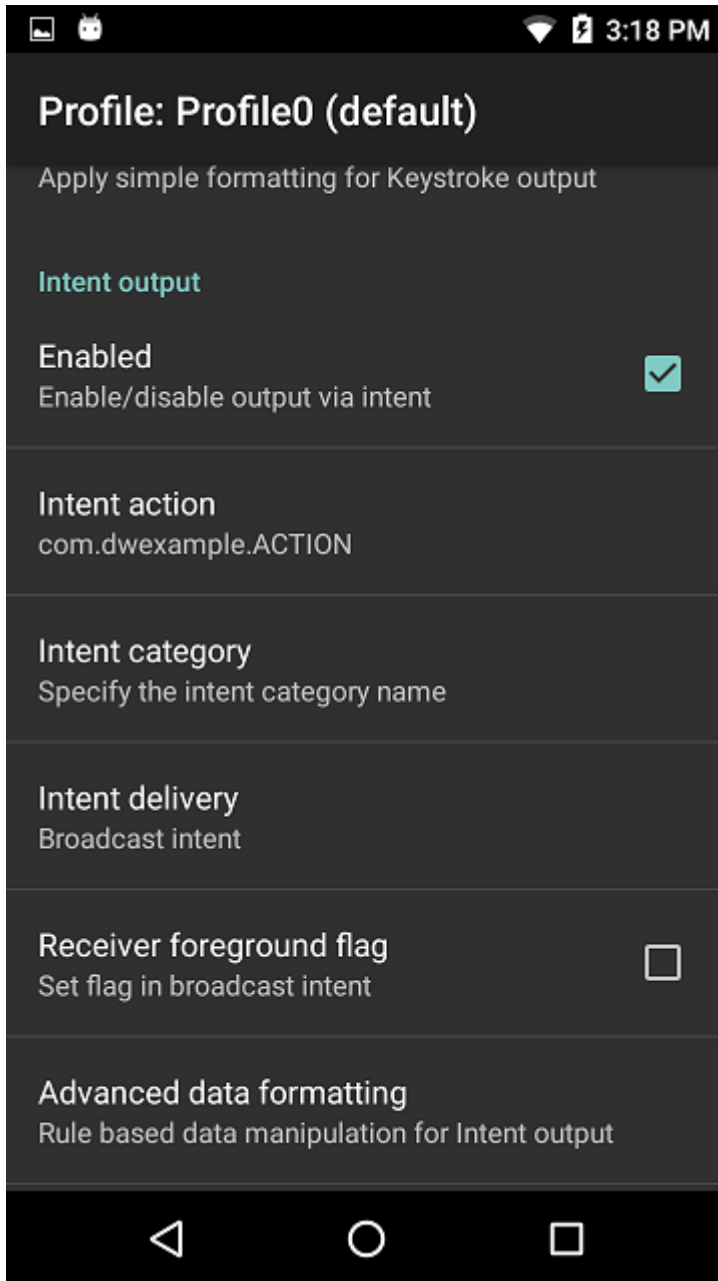 3:18 PM
Profile: Profile0 (default)
Apply simple formatting for Keystroke output
Intent output
Enabled
Enable/disable output via intent
Intent action
com.dwexample.ACTION
Intent category
Specify the intent category name
Intent delivery
Broadcast intent
Receiver foreground flag
Set flag in broadcast intent
Advanced data formatting
Rule based data manipulation for Intent output